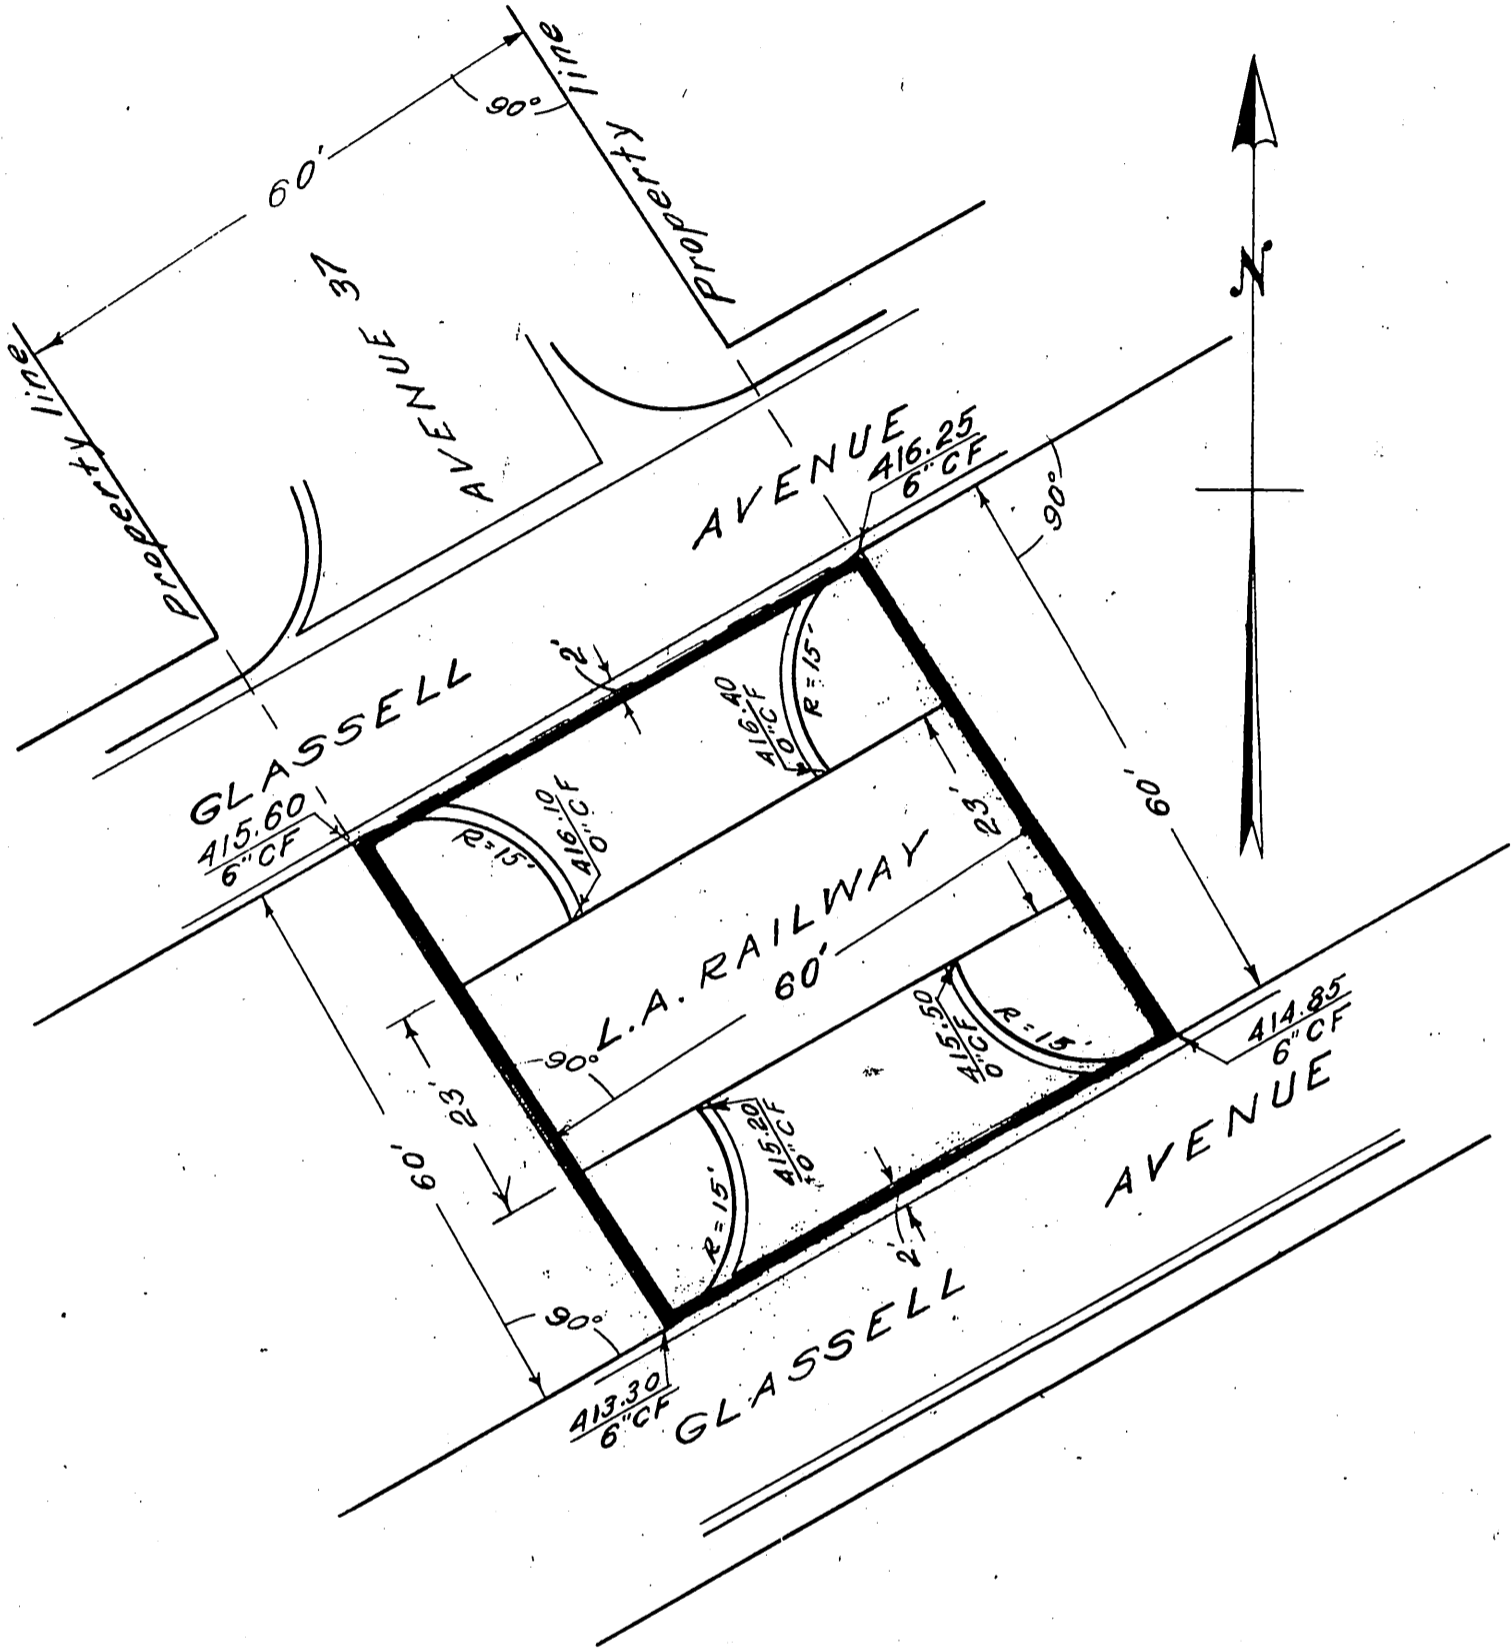 Property line
60'
90°
Property line
AVENUE 37
N
GLASSELL AVENUE
416.25
6"CF
90°
2'
415.60
6"CF
R=15'
416.10
0"CF
416.40
0"CF
R=15'
23'
60'
L.A. RAILWAY
60'
90°
23'
60'
90°
R=15'
415.20
0"CF
415.50
0"CF
R=15'
414.85
6"CF
2'
413.30
6"CF
GLASSELL AVENUE